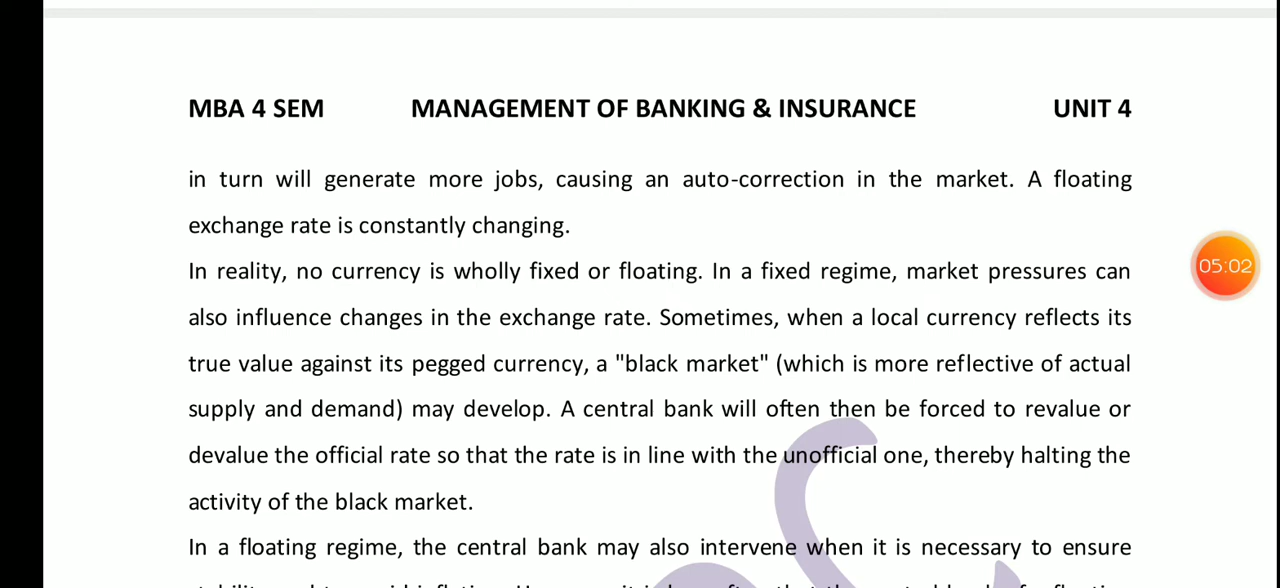 MBA 4 SEM MANAGEMENT OF BANKING & INSURANCE UNIT 4
in turn will generate more jobs, causing an auto-correction in the market. A floating
exchange rate is constantly changing.
In reality, no currency is wholly fixed or floating. In a fixed regime, market pressures can
also influence changes in the exchange rate. Sometimes, when a local currency reflects its
05:02
true value against its pegged currency, a "black market" (which is more reflective of actual
supply and demand) may develop. A central bank will often then be forced to revalue or
devalue the official rate so that the rate is in line with the unofficial one, thereby halting the
activity of the black market.
In a floating regime, the central bank may also intervene when it is necessary to ensure